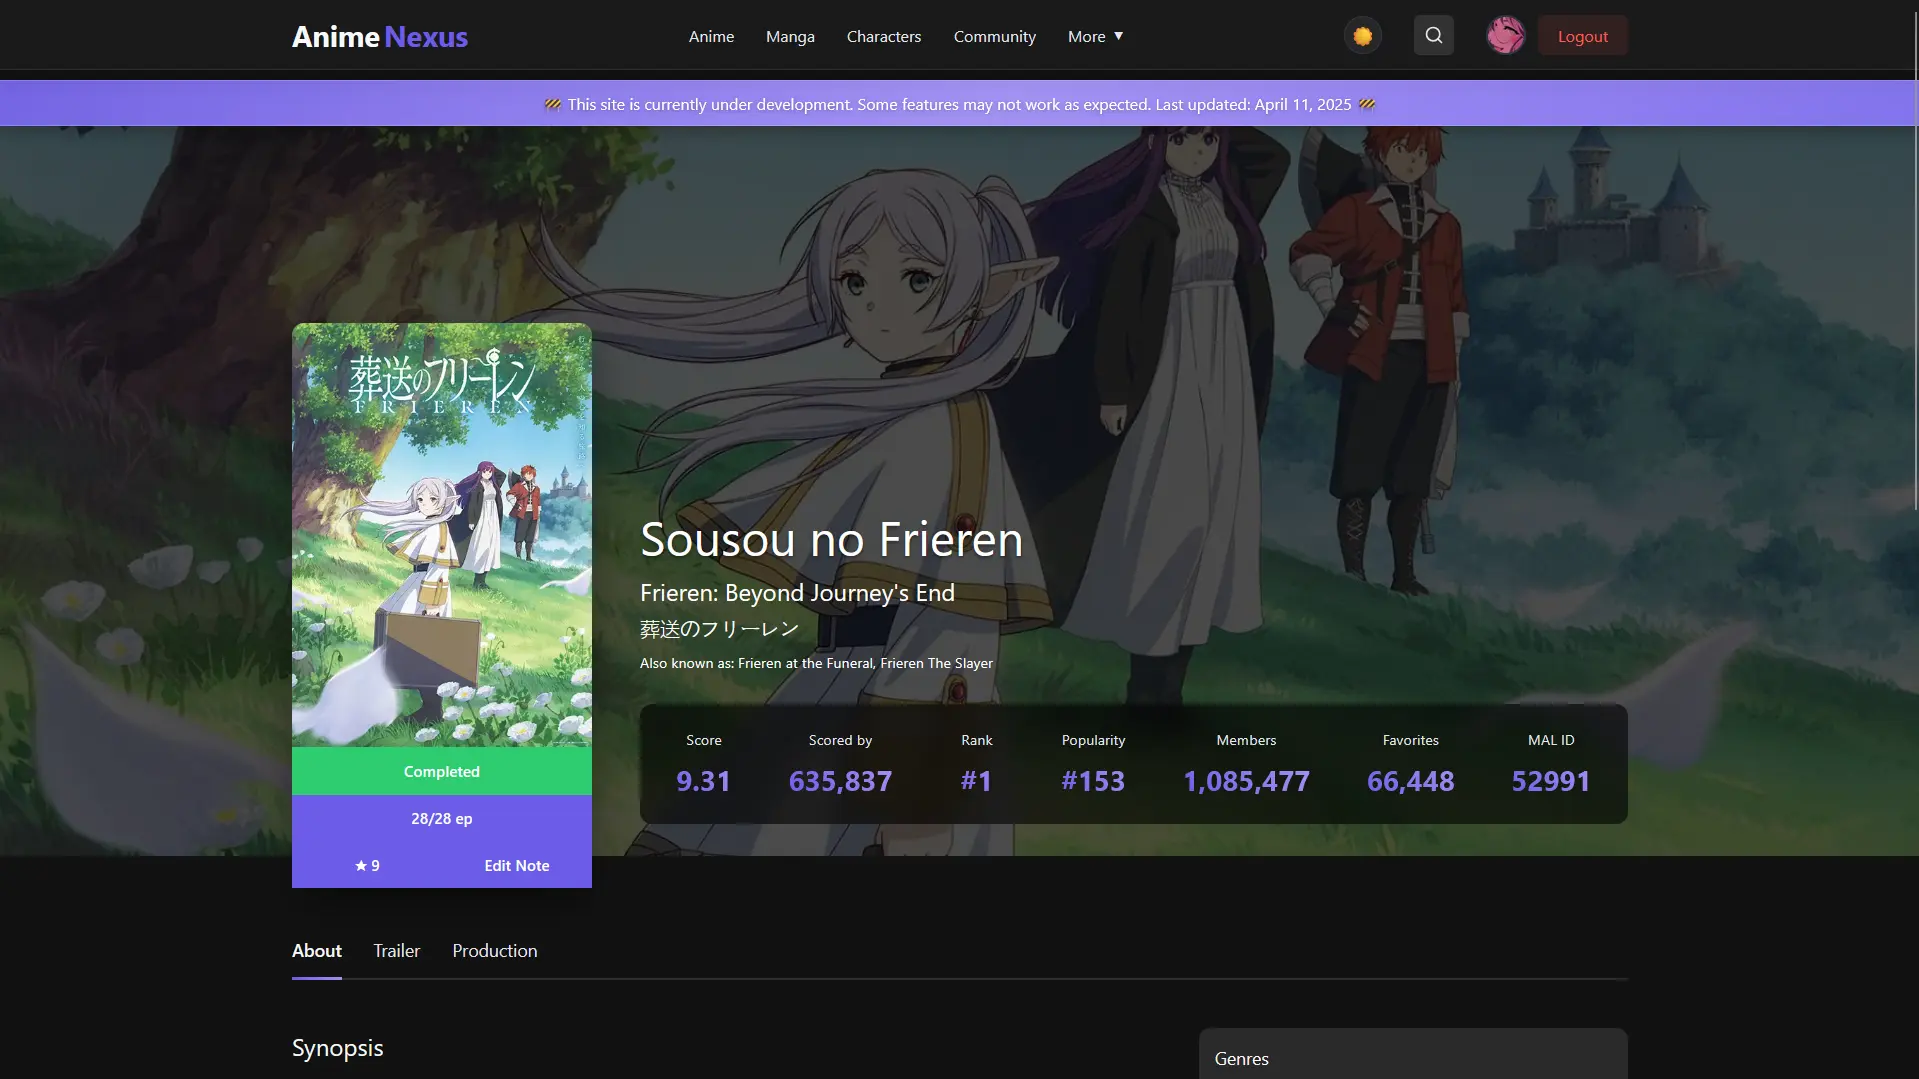 Anime Nexus
Anime Manga Characters Community More ▼
Logout
🚧 This site is currently under development. Some features may not work as expected. Last updated: April 11, 2025 🚧
葬送のフリーレン
FRIEREN
Completed
28/28 ep
★ 9 Edit Note
Sousou no Frieren
Frieren: Beyond Journey's End
葬送のフリーレン
Also known as: Frieren at the Funeral, Frieren The Slayer
Score Scored by Rank Popularity Members Favorites MAL ID
9.31 635,837 #1 #153 1,085,477 66,448 52991
About Trailer Production
Synopsis
Genres